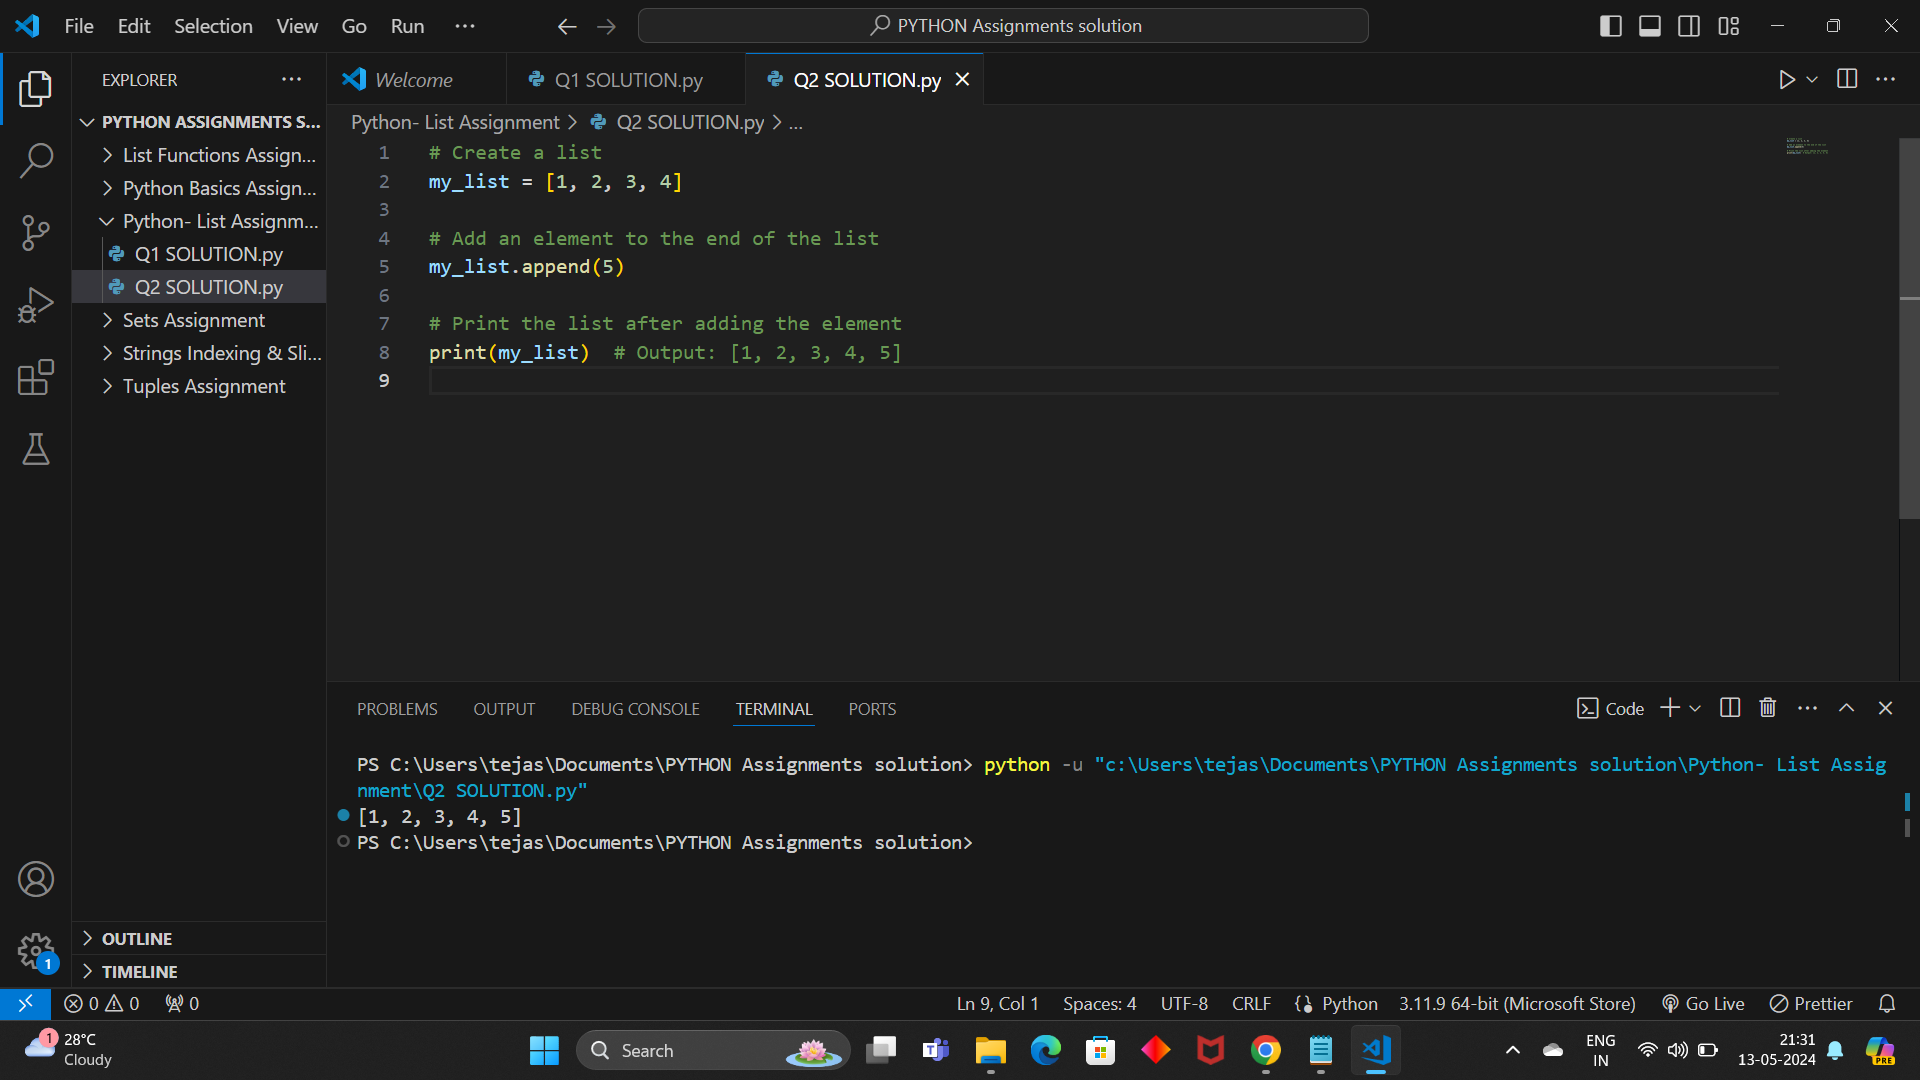 File Edit Selection View Go Run ...
PYTHON Assignments solution
EXPLORER
PYTHON ASSIGNMENTS S...
List Functions Assign...
Python Basics Assign...
Python- List Assignm...
Q1 SOLUTION.py
Q2 SOLUTION.py
Sets Assignment
Strings Indexing & Sli...
Tuples Assignment
OUTLINE
TIMELINE
1
Welcome
Q1 SOLUTION.py
Q2 SOLUTION.py
Python- List Assignment > Q2 SOLUTION.py > ...
1 # Create a list
2 my_list = [1, 2, 3, 4]
3
4 # Add an element to the end of the list
5 my_list.append(5)
6
7 # Print the list after adding the element
8 print(my_list)  # Output: [1, 2, 3, 4, 5]
9
PROBLEMS OUTPUT DEBUG CONSOLE TERMINAL PORTS
Code
PS C:\Users\tejas\Documents\PYTHON Assignments solution> python -u "c:\Users\tejas\Documents\PYTHON Assignments solution\Python- List Assig
nment\Q2 SOLUTION.py"
[1, 2, 3, 4, 5]
PS C:\Users\tejas\Documents\PYTHON Assignments solution>
0 0 0
Ln 9, Col 1 Spaces: 4 UTF-8 CRLF Python 3.11.9 64-bit (Microsoft Store) Go Live Prettier
1
28°C
Cloudy
Search
ENG
IN
21:31
13-05-2024
PRE